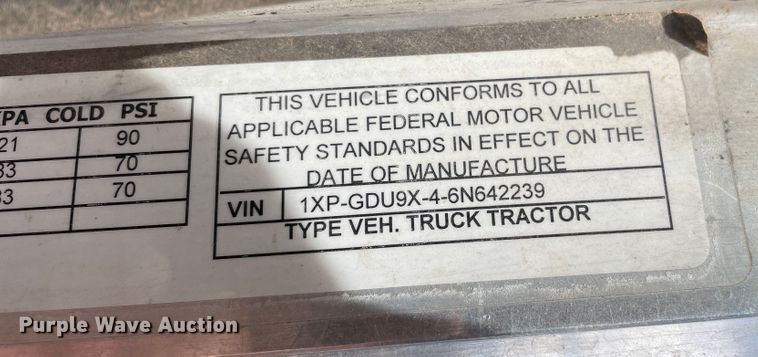 PA COLD PSI
21 90
33 70
33 70
THIS VEHICLE CONFORMS TO ALL
APPLICABLE FEDERAL MOTOR VEHICLE
SAFETY STANDARDS IN EFFECT ON THE
DATE OF MANUFACTURE
VIN 1XP-GDU9X-4-6N642239
TYPE VEH. TRUCK TRACTOR
Purple Wave Auction